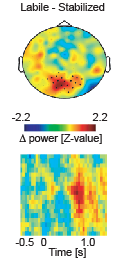 Labile - Stabilized
-2.2 2.2
Δ power [Z-value]
-0.5 0 1.0
Time [s]